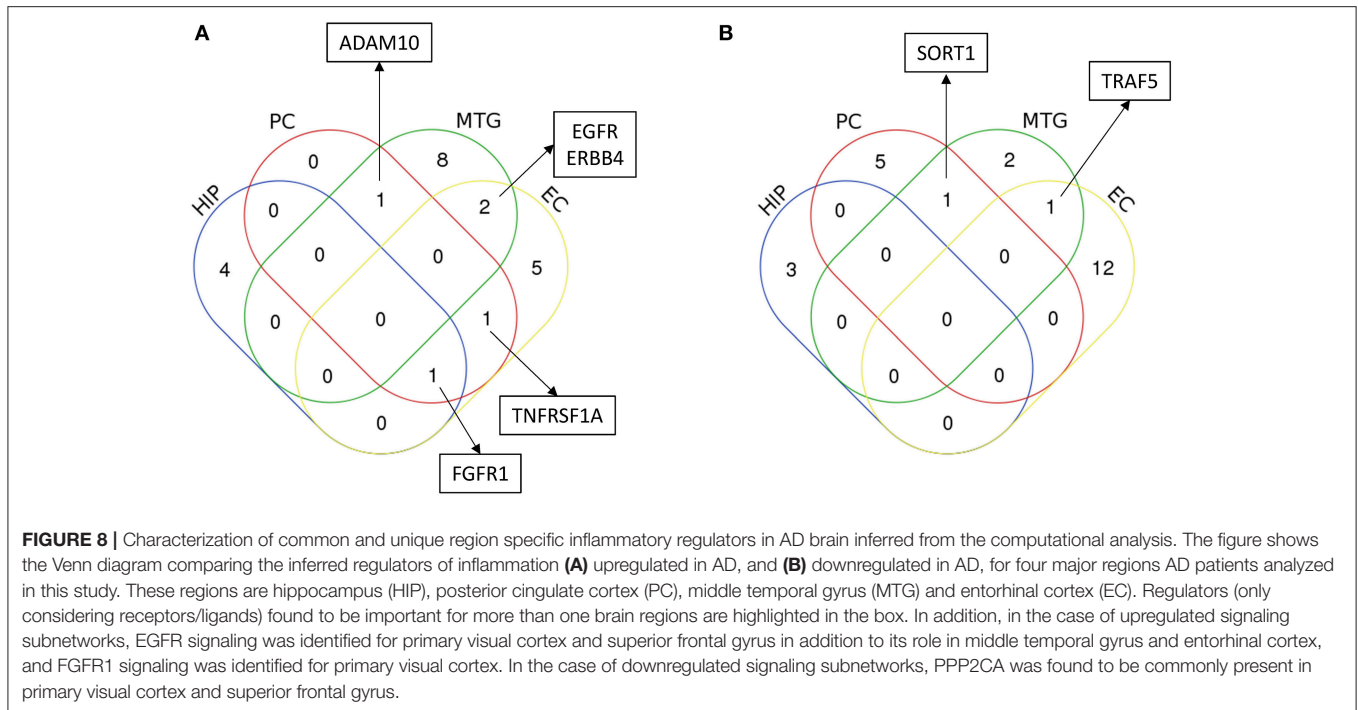 A
ADAM10
PC
MTG
EGFR
ERBB4
HIP
EC
0
8
0
1
2
4
0
0
5
0
0
1
0
1
0
TNFRSF1A
FGFR1
B
SORT1
TRAF5
PC
MTG
HIP
EC
5
2
0
1
1
3
0
0
12
0
0
0
0
0
0
FIGURE 8 | Characterization of common and unique region specific inflammatory regulators in AD brain inferred from the computational analysis. The figure shows
the Venn diagram comparing the inferred regulators of inflammation (A) upregulated in AD, and (B) downregulated in AD, for four major regions AD patients analyzed
in this study. These regions are hippocampus (HIP), posterior cingulate cortex (PC), middle temporal gyrus (MTG) and entorhinal cortex (EC). Regulators (only
considering receptors/ligands) found to be important for more than one brain regions are highlighted in the box. In addition, in the case of upregulated signaling
subnetworks, EGFR signaling was identified for primary visual cortex and superior frontal gyrus in addition to its role in middle temporal gyrus and entorhinal cortex,
and FGFR1 signaling was identified for primary visual cortex. In the case of downregulated signaling subnetworks, PPP2CA was found to be commonly present in
primary visual cortex and superior frontal gyrus.